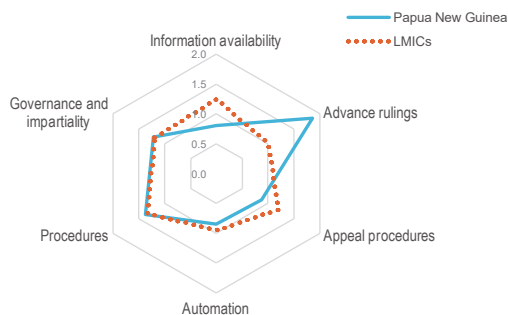 Papua New Guinea
LMICs
Information availability
2.0
1.5
1.0
0.5
0.0
Governance and
impartiality
Advance rulings
Procedures
Appeal procedures
Automation